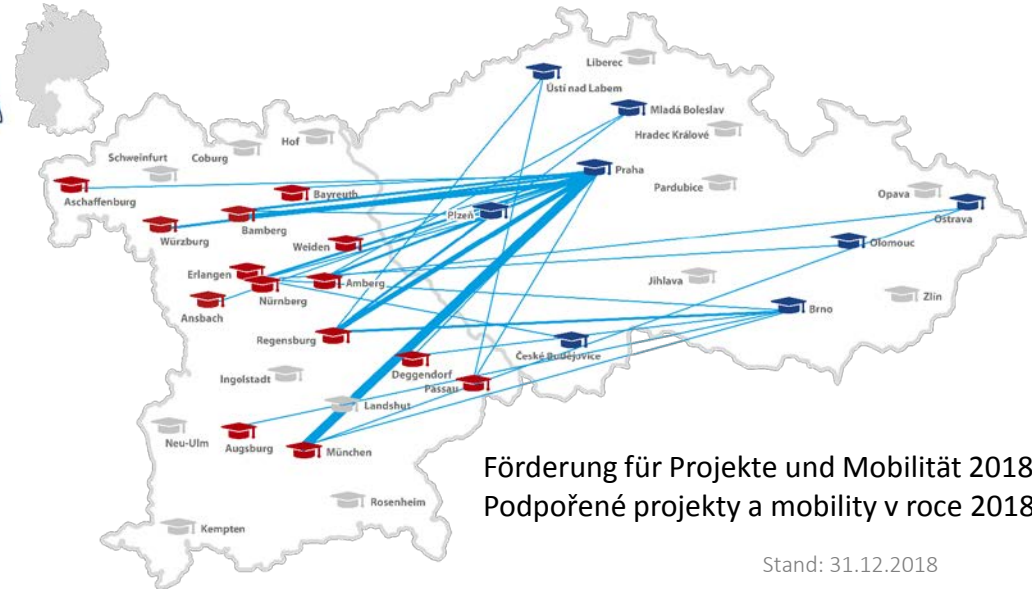 Liberec
Ústí nad Labem
Mladá Boleslav
Hradec Králové
Hof
Coburg
Schweinfurt
Praha
Pardubice
Aschaffenburg
Bayreuth
Opava
Ostrava
Plzeň
Bamberg
Würzburg
Weiden
Olomouc
Erlangen
Amberg
Nürnberg
Jihlava
Zlín
Ansbach
Brno
Regensburg
České Budějovice
Deggendorf
Passau
Ingolstadt
Landshut
Neu-Ulm
Augsburg
München
Rosenheim
Kempten
Förderung für Projekte und Mobilität 2018
Podpořené projekty a mobility v roce 2018
Stand: 31.12.2018